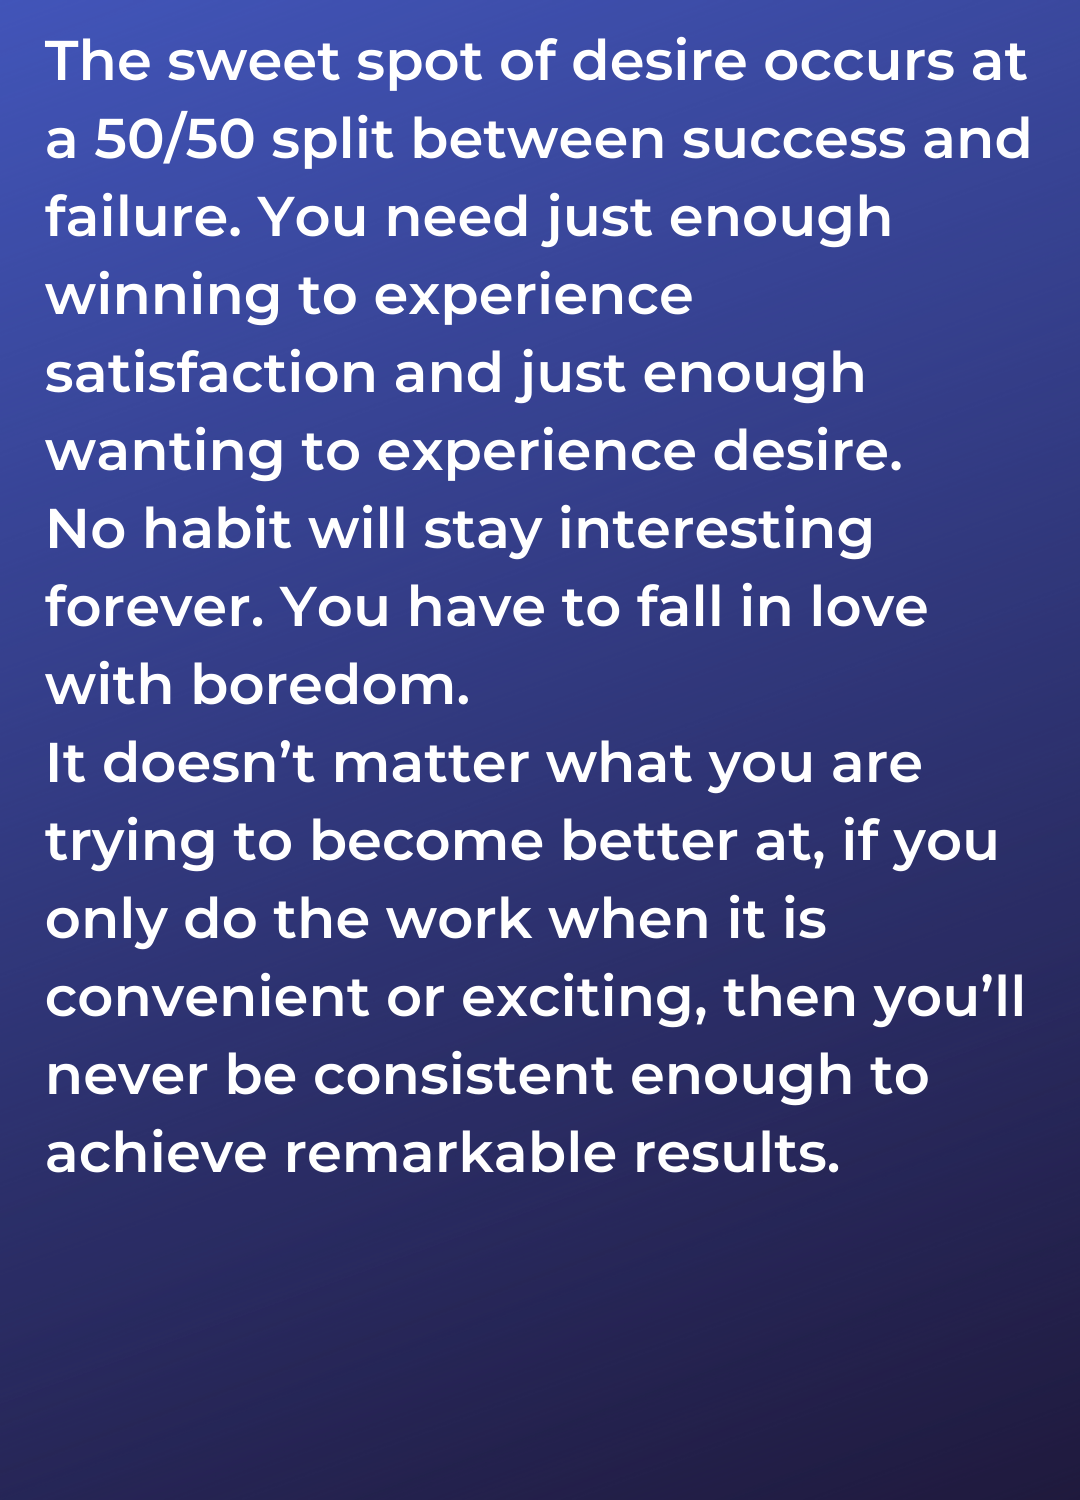 The sweet spot of desire occurs at
a 50/50 split between success and
failure. You need just enough
winning to experience
satisfaction and just enough
wanting to experience desire.
No habit will stay interesting
forever. You have to fall in love
with boredom.
It doesn’t matter what you are
trying to become better at, if you
only do the work when it is
convenient or exciting, then you’ll
never be consistent enough to
achieve remarkable results.